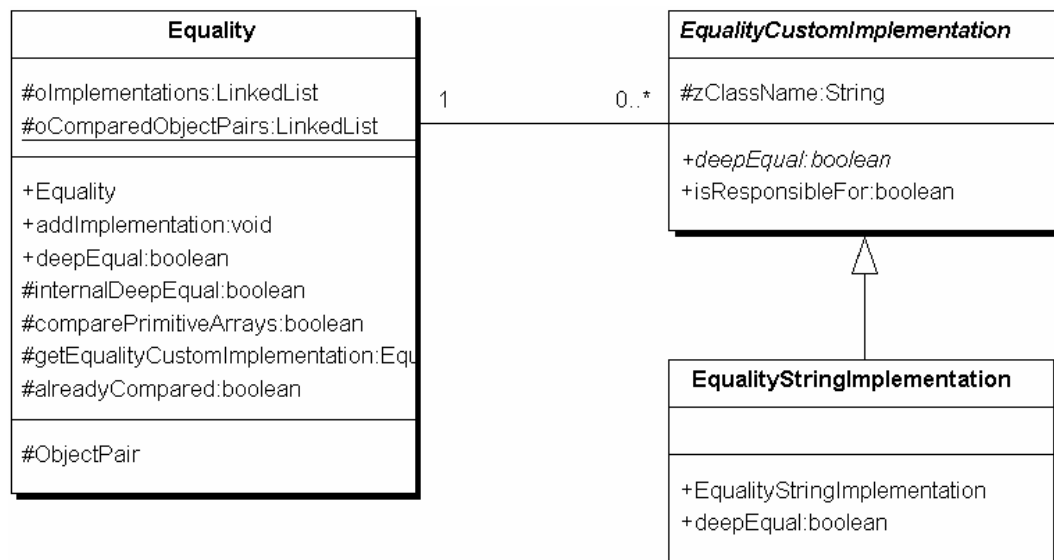 Equality
#oImplementations:LinkedList
#oComparedObjectPairs:LinkedList
+Equality
+addImplementation:void
+deepEqual:boolean
#internalDeepEqual:boolean
#comparePrimitiveArrays:boolean
#getEqualityCustomImplementation:Equ
#alreadyCompared:boolean
#ObjectPair
1
0..*
EqualityCustomImplementation
#zClassName:String
+deepEqual:boolean
+isResponsibleFor:boolean
EqualityStringImplementation
+EqualityStringImplementation
+deepEqual:boolean